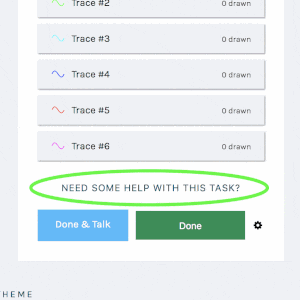 Trace #2 0 drawn
Trace #3 0 drawn
Trace #4 0 drawn
Trace #5 0 drawn
Trace #6 0 drawn
NEED SOME HELP WITH THIS TASK?
Done & Talk Done
THEME